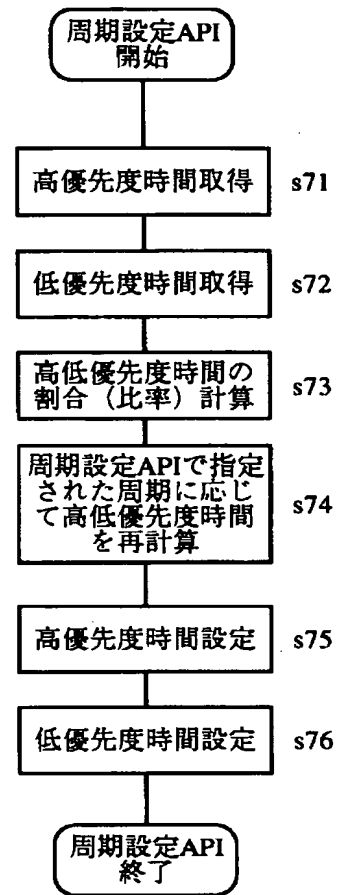 周期設定API
開始
高優先度時間取得
s71
低優先度時間取得
s72
高低優先度時間の
割合（比率）計算
s73
周期設定APIで指定
された周期に応じ
て高低優先度時間
を再計算
s74
高優先度時間設定
s75
低優先度時間設定
s76
周期設定API
終了